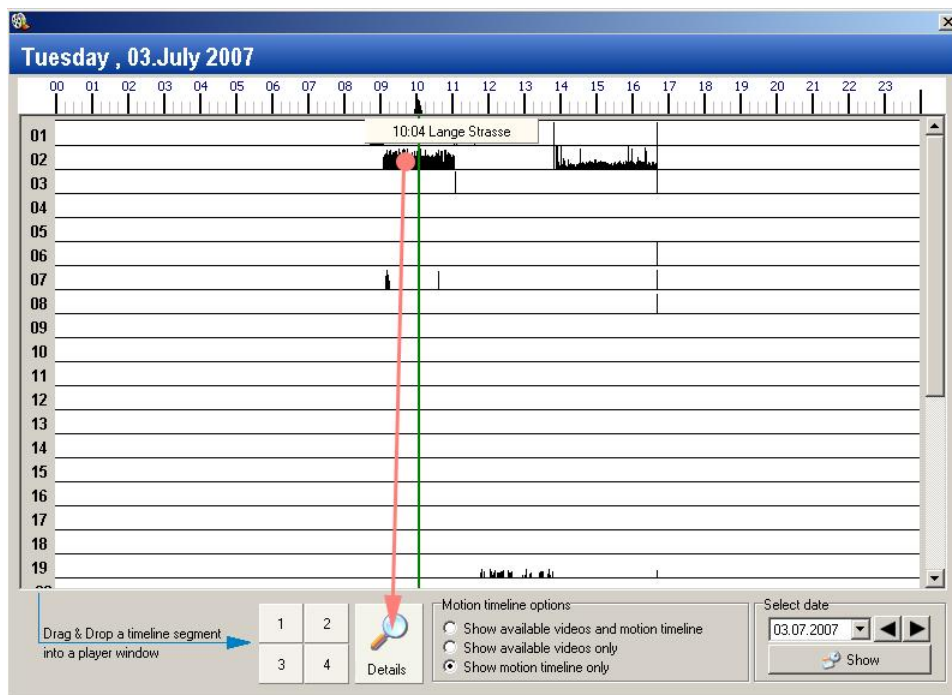 Tuesday , 03.July 2007
00 01 02 03 04 05 06 07 08 09 10 11 12 13 14 15 16 17 18 19 20 21 22 23
10:04 Lange Strasse
01
02
03
04
05
06
07
08
09
10
11
12
13
14
15
16
17
18
19
Drag & Drop a timeline segment
into a player window
1 2
3 4
Details
Motion timeline options
Show available videos and motion timeline
Show available videos only
Show motion timeline only
Select date
03.07.2007
Show